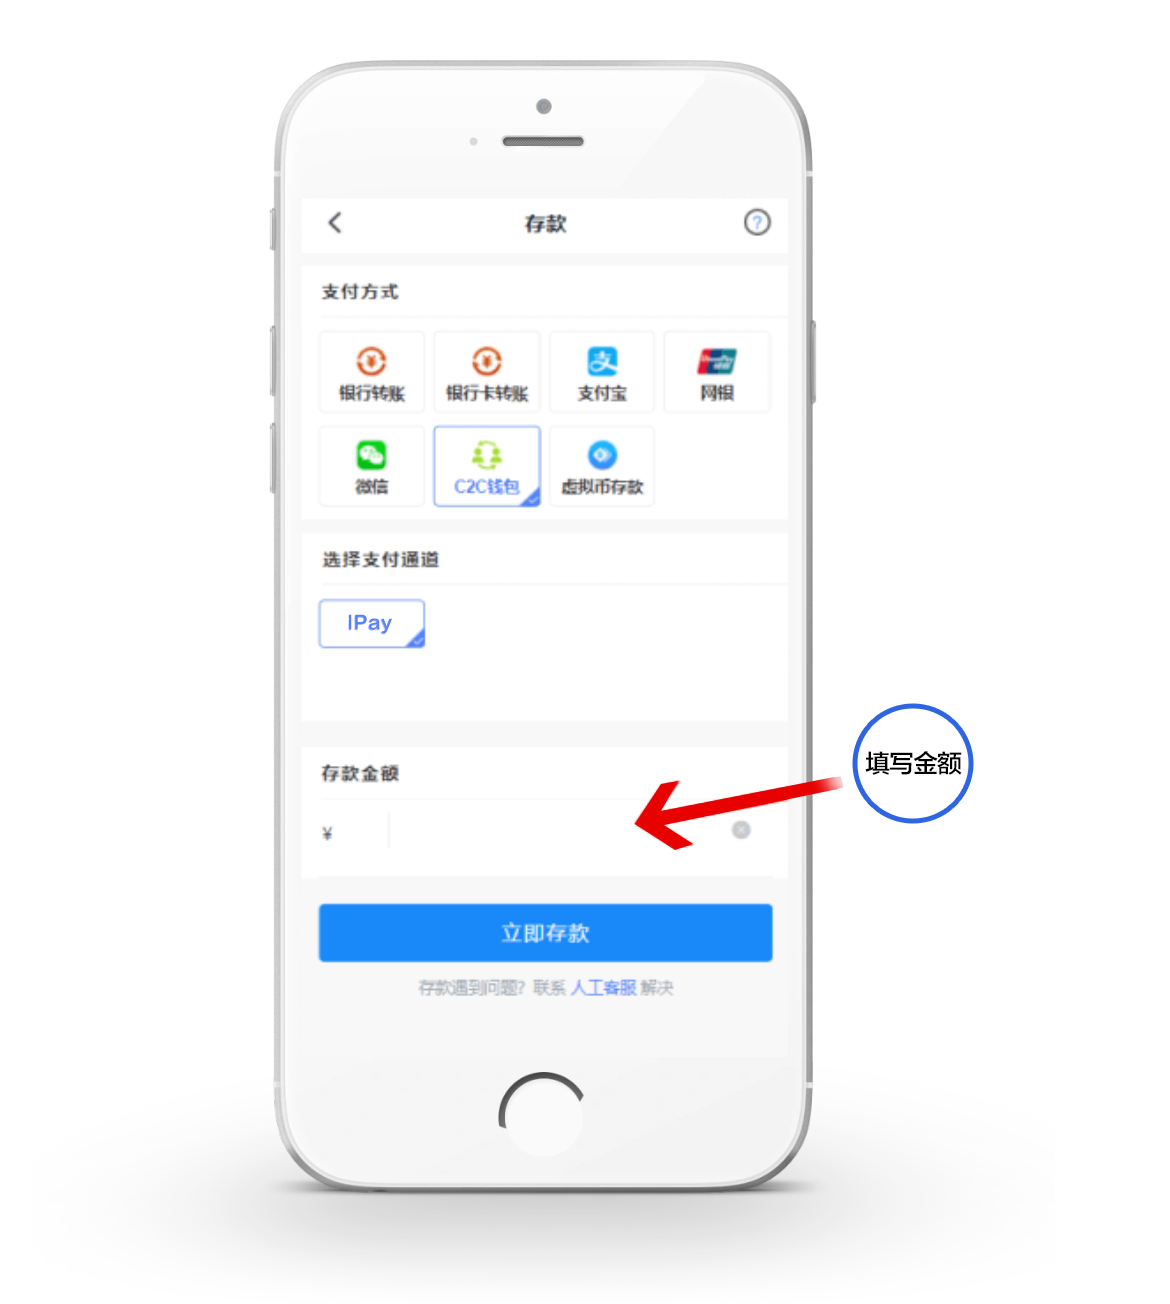 存款
?
支付方式
银行转账
银行卡转账
支付宝
网银
微信
C2C钱包
虚拟币存款
选择支付通道
IPay
填写金额
存款金额
¥
立即存款
存款遇到问题? 联系 人工客服 解决